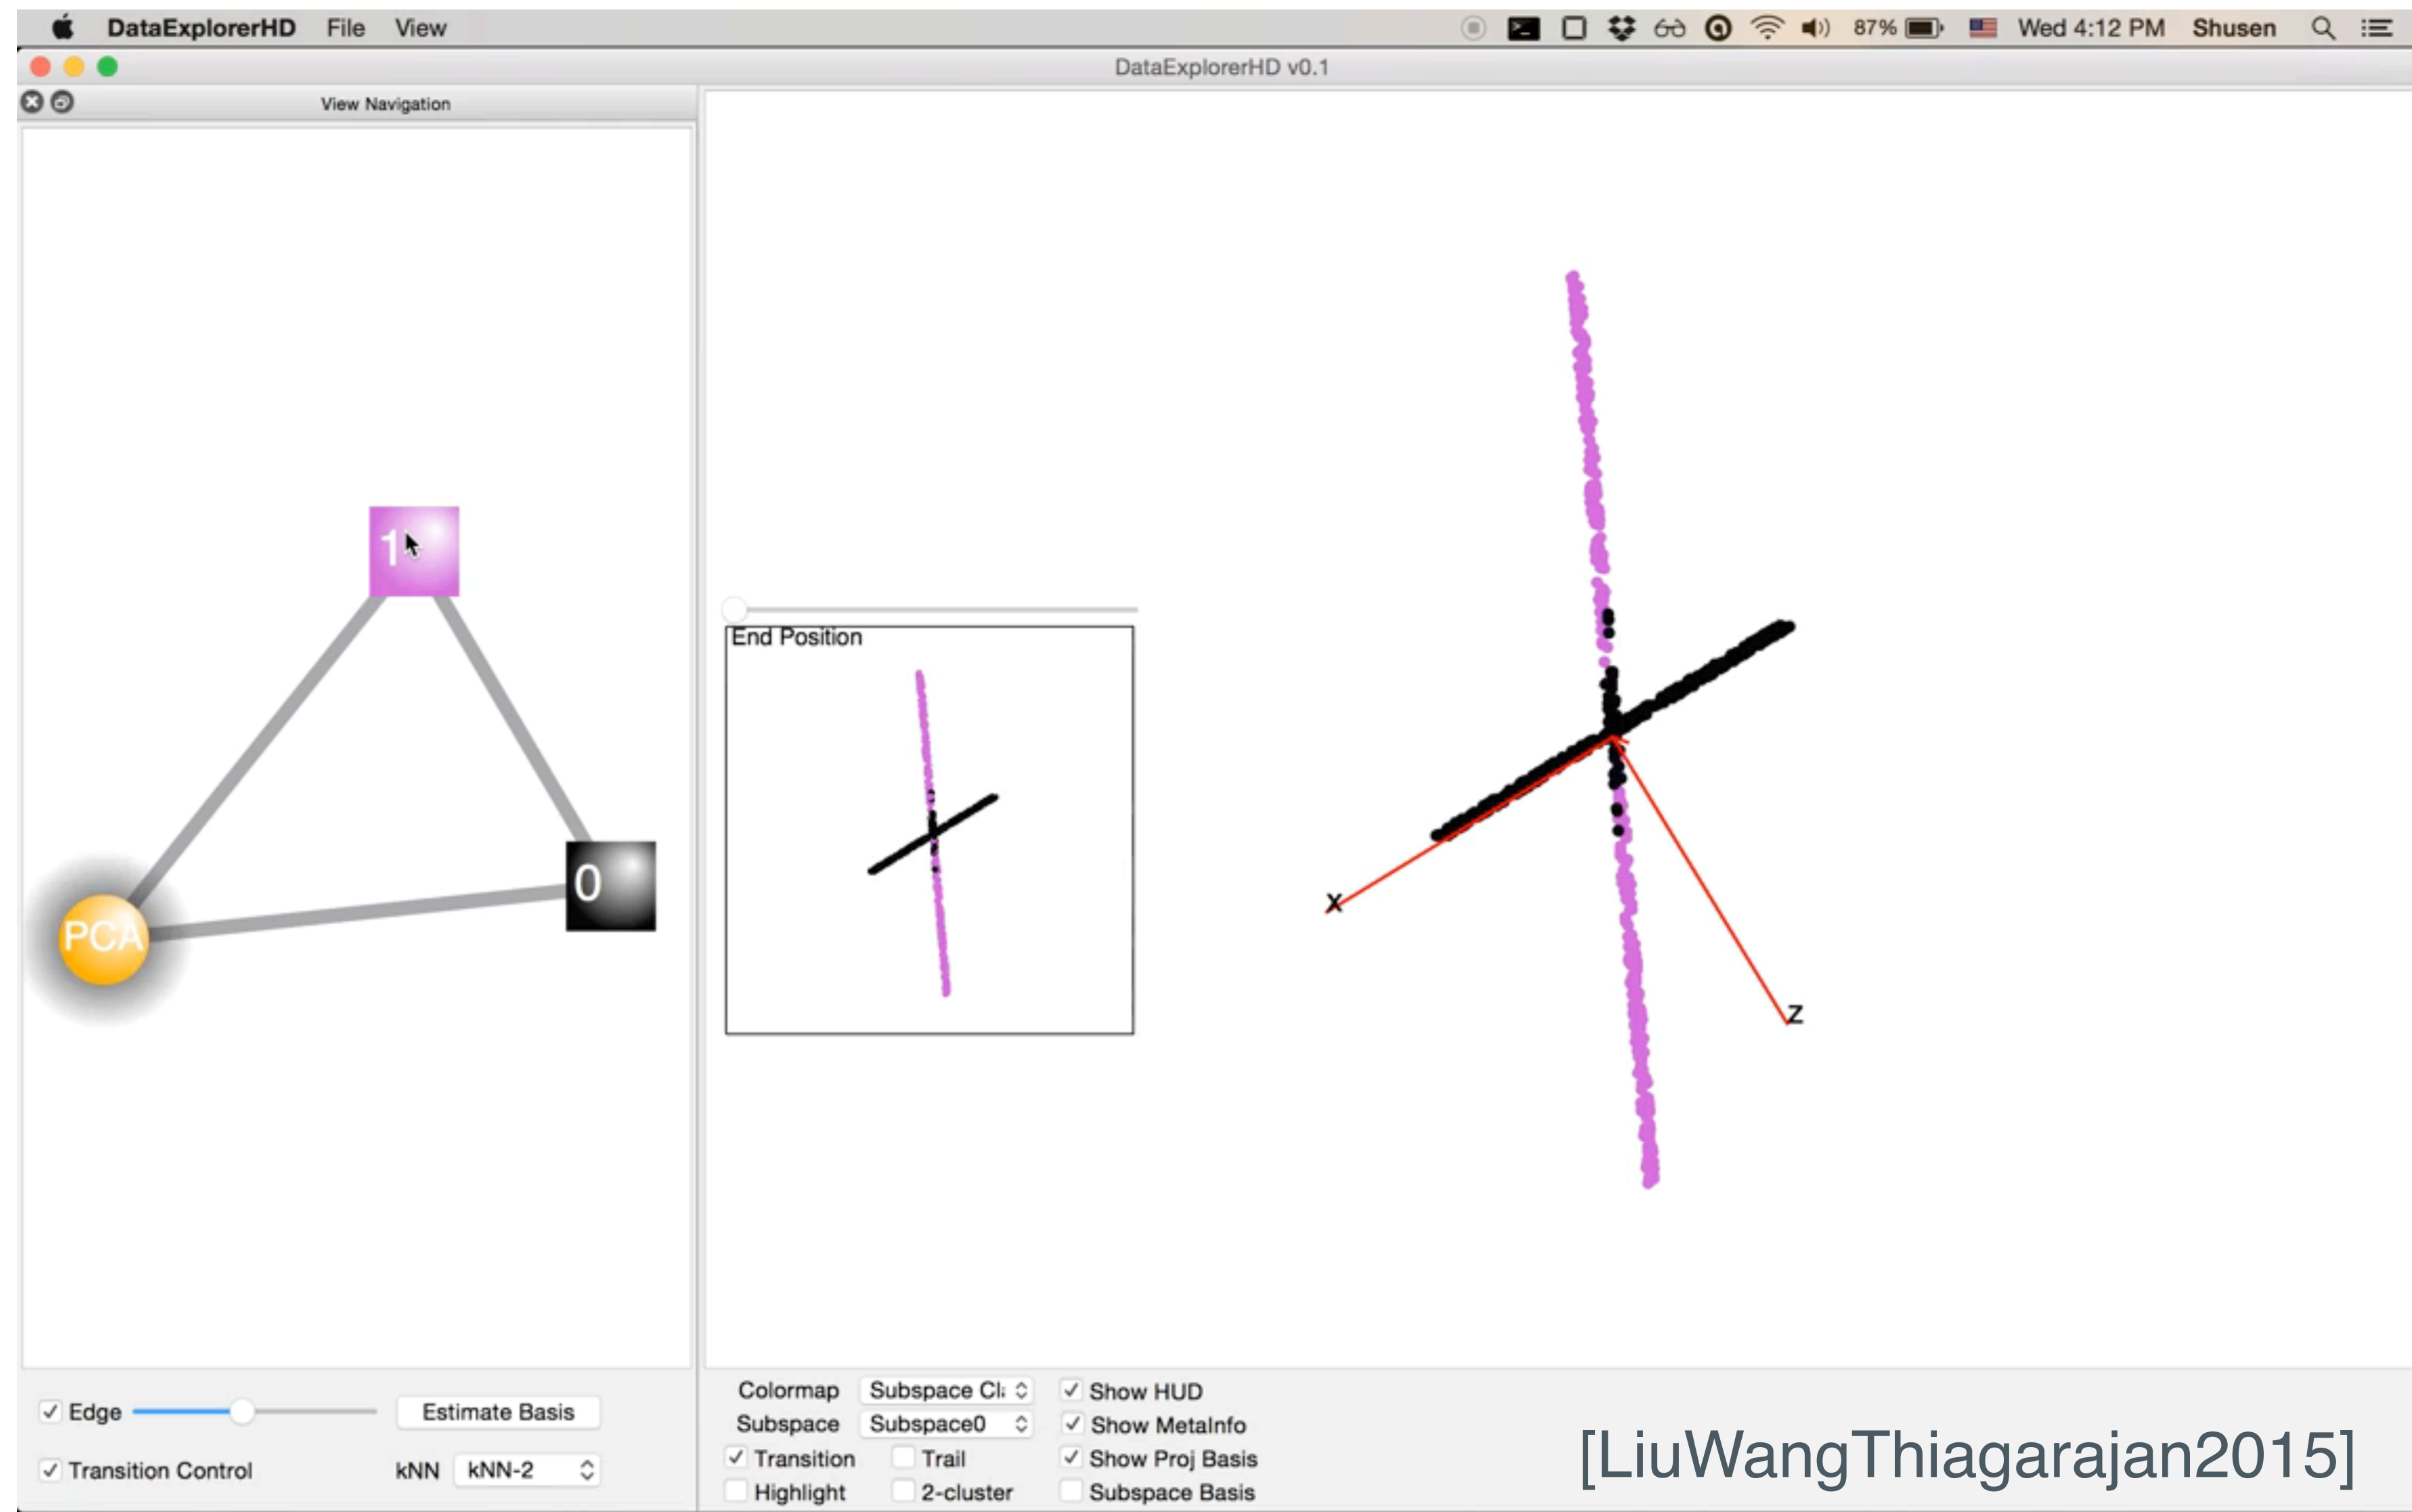 DataExplorerHD File View 87% Wed 4:12 PM Shusen
DataExplorerHD v0.1
View Navigation
1
0
PCA
End Position
X
Z
Edge Estimate Basis
Transition Control kNN kNN-2
Colormap Subspace Cl
Subspace Subspace0
Transition Trail
Highlight 2-cluster
Show HUD
Show MetaInfo
Show Proj Basis
Subspace Basis
[LiuWangThiagarajan2015]